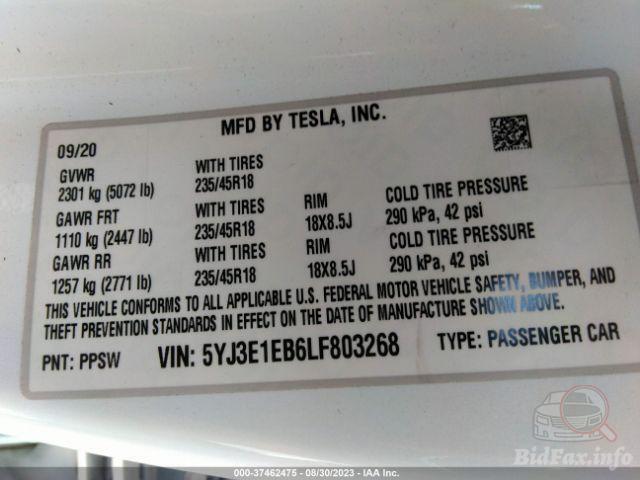 MFD BY TESLA, INC.
09/20
GVWR WITH TIRES
2301 kg (5072 lb) 235/45R18
GAWR FRT WITH TIRES RIM COLD TIRE PRESSURE
1110 kg (2447 lb) 235/45R18 18X8.5J 290 kPa, 42 psi
GAWR RR WITH TIRES RIM COLD TIRE PRESSURE
1257 kg (2771 lb) 235/45R18 18X8.5J 290 kPa, 42 psi
THIS VEHICLE CONFORMS TO ALL APPLICABLE U.S. FEDERAL MOTOR VEHICLE SAFETY, BUMPER, AND
THEFT PREVENTION STANDARDS IN EFFECT ON THE DATE OF MANUFACTURE SHOWN ABOVE.
PNT: PPSW VIN: 5YJ3E1EB6LF803268 TYPE: PASSENGER CAR
BidFax.info
000-37462475 - 08/30/2023 - IAA Inc.